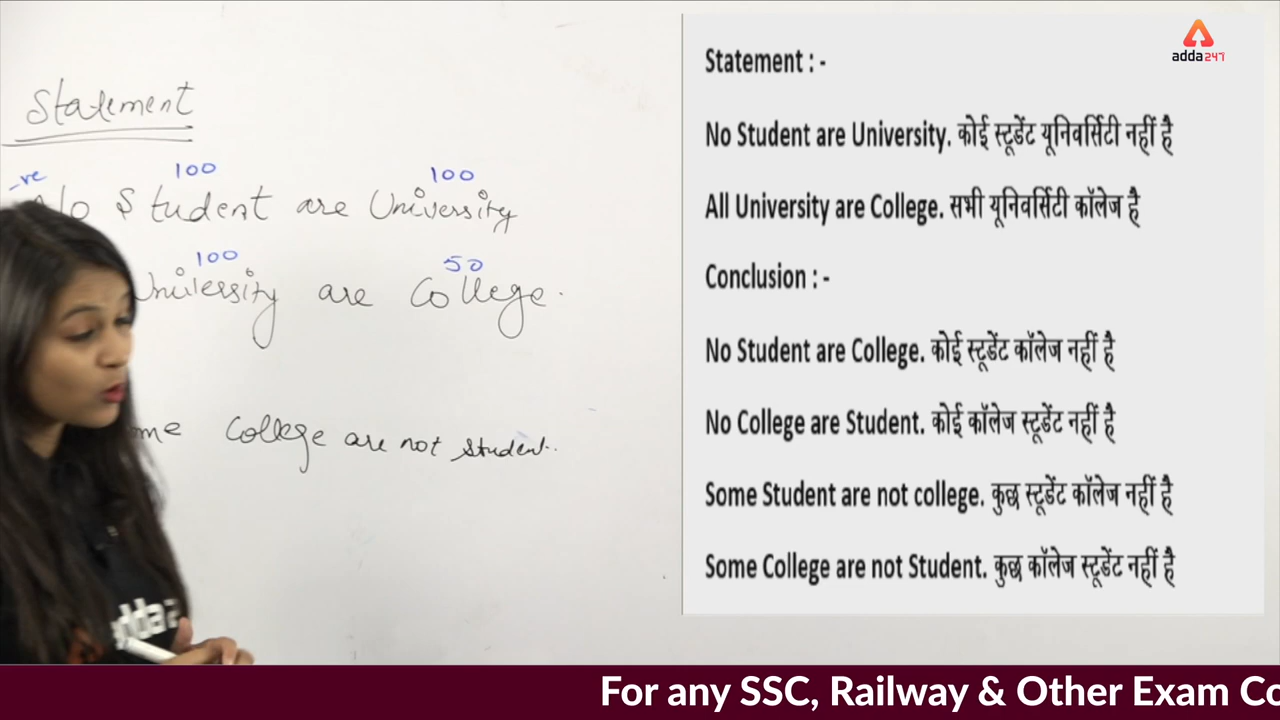 Statement
-ve 100 100
No Student are University
100 50
University are College.
College are not Student.
adda247
Statement : -
No Student are University. कोई स्टूडेंट यूनिवर्सिटी नहीं है
All University are College. सभी यूनिवर्सिटी कॉलेज है
Conclusion : -
No Student are College. कोई स्टूडेंट कॉलेज नहीं है
No College are Student. कोई कॉलेज स्टूडेंट नहीं है
Some Student are not college. कुछ स्टूडेंट कॉलेज नहीं है
Some College are not Student. कुछ कॉलेज स्टूडेंट नहीं है
For any SSC, Railway & Other Exam Co